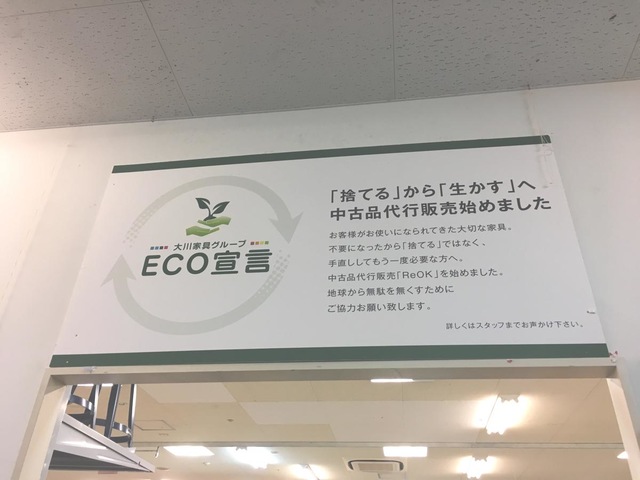 大川家具グループ
ECO宣言
「捨てる」から「生かす」へ
中古品代行販売始めました
お客様がお使いになられてきた大切な家具。
不要になったから「捨てる」ではなく、
手直ししてもう一度必要な方へ。
中古品代行販売「ReOK」を始めました。
地球から無駄を無くすために
ご協力お願い致します。
詳しくはスタッフまでお声かけ下さい。